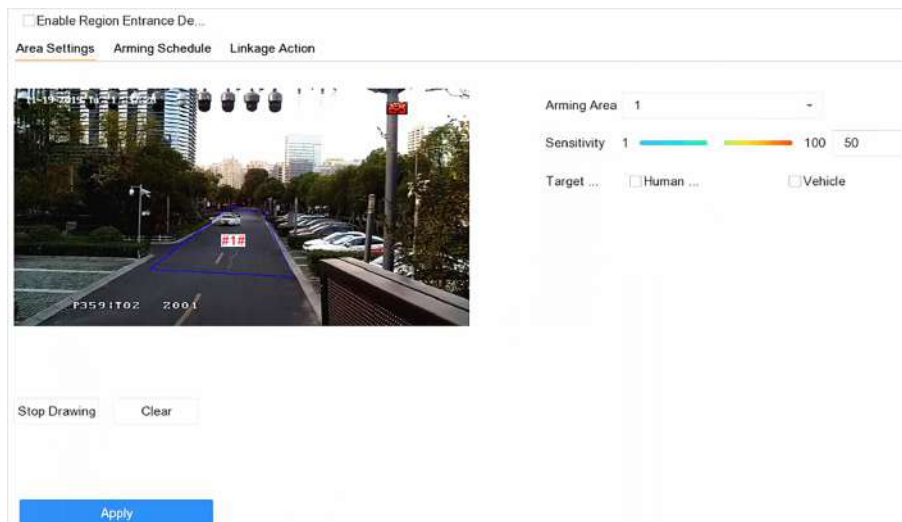 Enable Region Entrance De...
Area Settings Arming Schedule Linkage Action
Arming Area 1
Sensitivity 1 100 50
Target ... Human ... Vehicle
#1#
Stop Drawing Clear
Apply